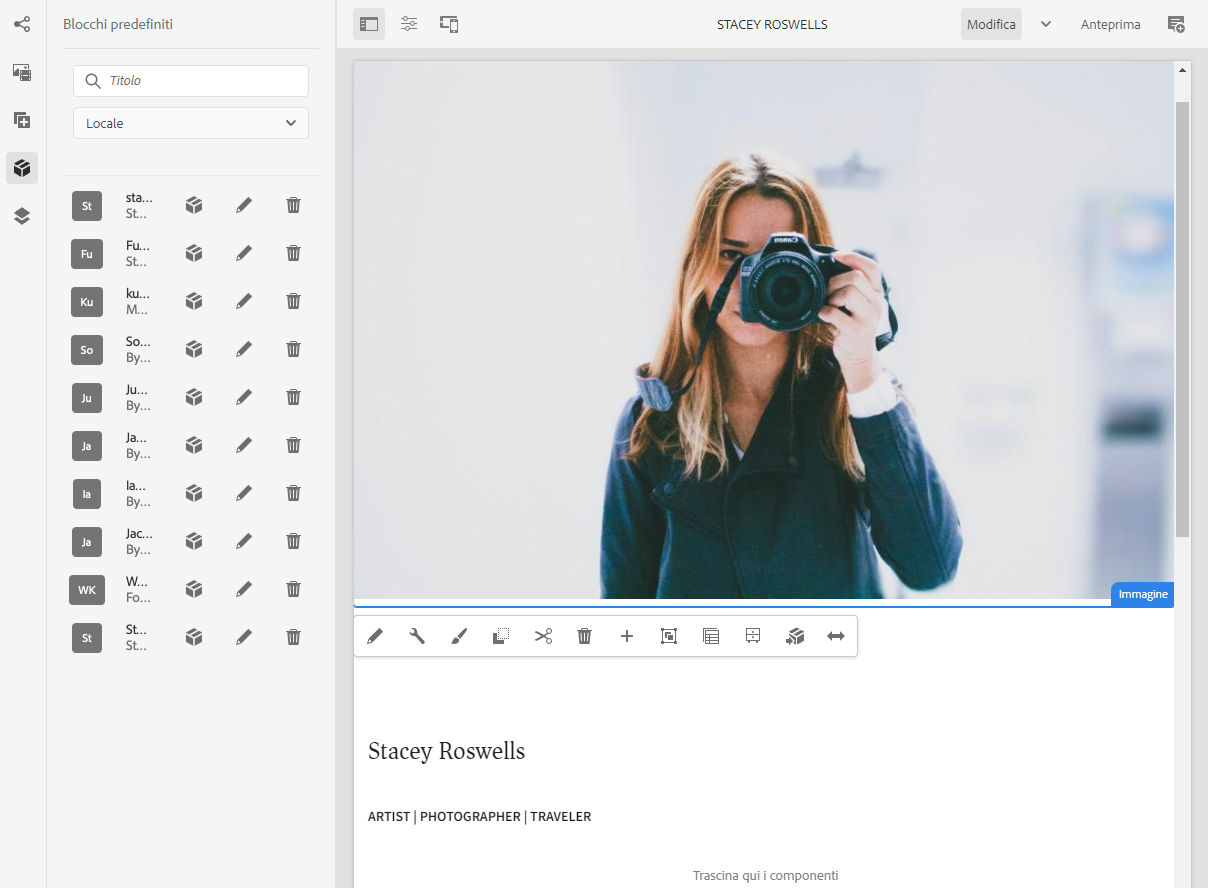 Blocchi predefiniti
STACEY ROSWELLS
Modifica
Anteprima
Titolo
Locale
St
sta...
St...
Fu
Fu...
St...
Ku
ku...
M...
So
So...
By...
Ju
Ju...
By...
Ja
Ja...
By...
Ia
Ia...
By...
Ja
Jac...
By...
WK
W...
Fo...
St
St...
St...
Canon
Immagine
Stacey Roswells
ARTIST | PHOTOGRAPHER | TRAVELER
Trascina qui i componenti